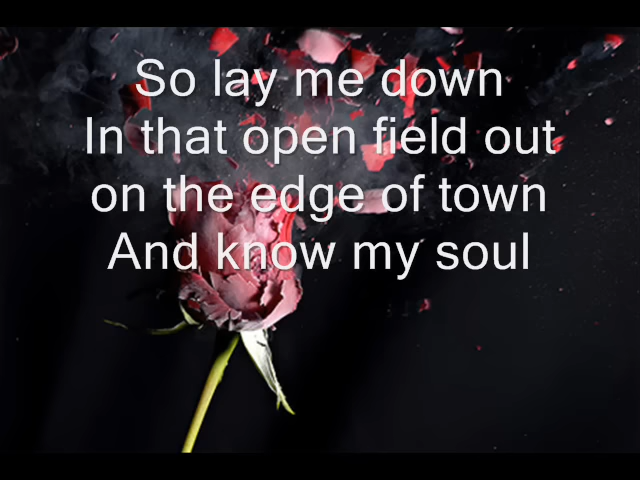 So lay me down
In that open field out
on the edge of town
And know my soul